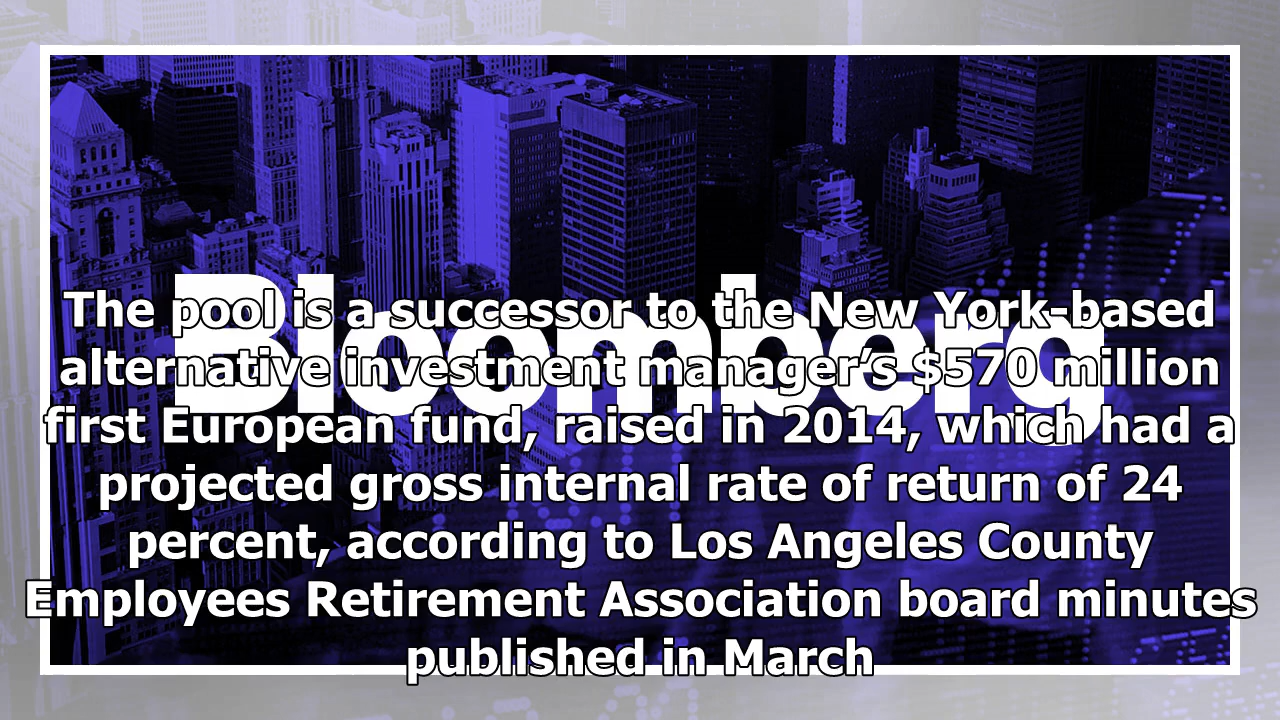 Bloomberg
The pool is a successor to the New York-based
alternative investment manager’s $570 million
first European fund, raised in 2014, which had a
projected gross internal rate of return of 24
percent, according to Los Angeles County
Employees Retirement Association board minutes
published in March